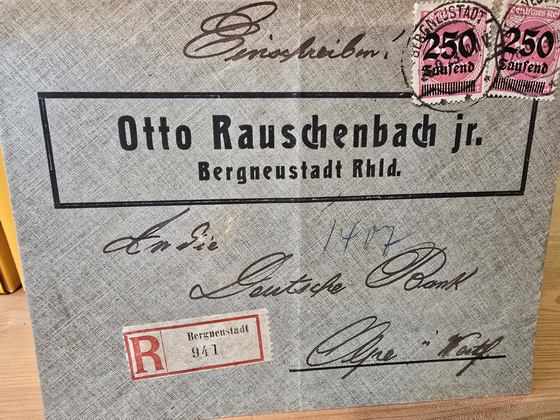 Einschreiben!
BERGNEUSTADT
250 250
Tausend Tausend
Otto Rauschenbach jr.
Bergneustadt Rhld.
An die 1407
Deutsche Bank
R Bergneustadt
941
Olpe i/ Westf